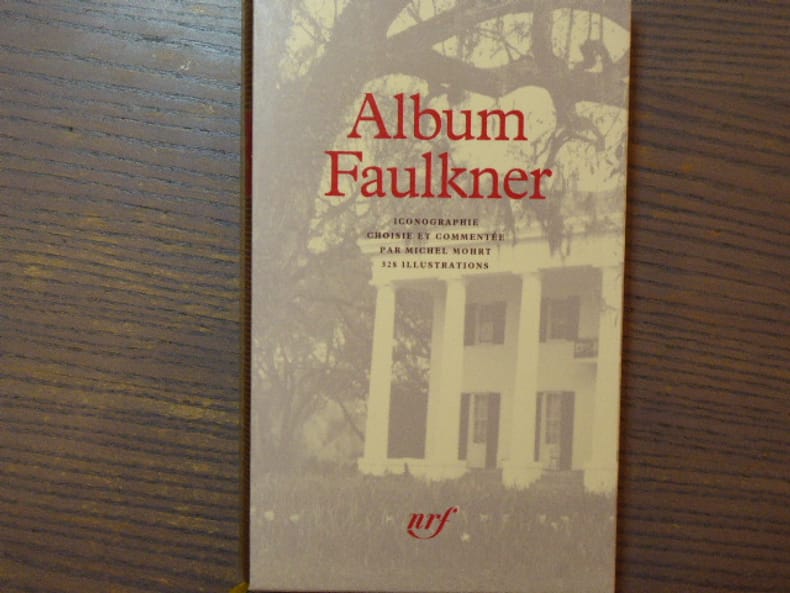 Album
Faulkner
ICONOGRAPHIE
CHOISIE ET COMMENTÉE
PAR MICHEL MOHRT
328 ILLUSTRATIONS
nrf